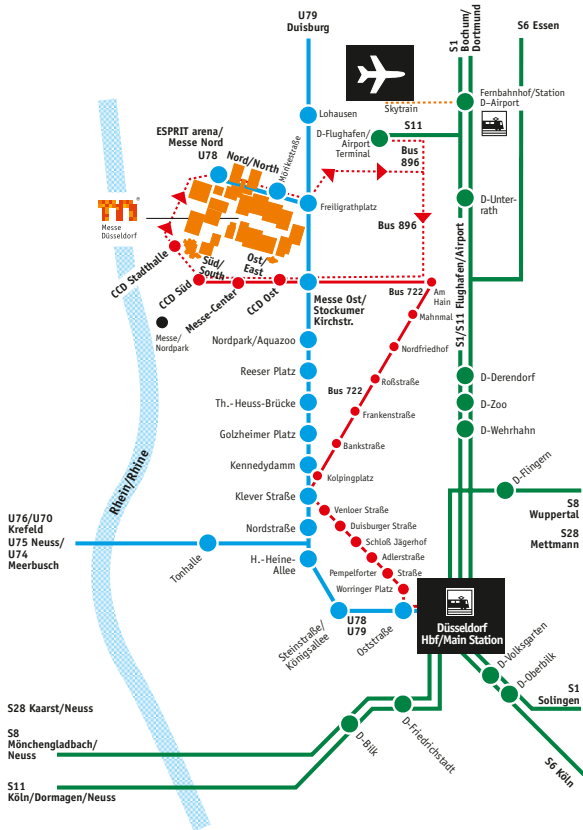 U79
Duisburg
S1
Bochum/
Dortmund
S6 Essen
Fernbahnhof/Station
D-Airport
Skytrain
Lohausen
S11
D-Flughafen/
Airport
Terminal
Bus
896
ESPRIT arena/
Messe Nord
U78
Nord/North
Mörikestraße
Freiligrathplatz
D-Unter-
rath
Messe
Düsseldorf
Bus 896
CCD Stadthalle
CCD Süd
Süd/
South
Messe-Center
Ost/
East
CCD Ost
Messe Ost/
Stockumer
Kirchstr.
Bus 722
Am
Hain
S1/S11 Flughafen/Airport
Messe/
Nordpark
Mahnmal
Nordpark/Aquazoo
Nordfriedhof
Reeser Platz
Roßstraße
D-Derendorf
Bus 722
Th.-Heuss-Brücke
D-Zoo
Frankenstraße
Golzheimer Platz
D-Wehrhahn
Bankstraße
Kennedydamm
Kolpingplatz
D-Flingern
Rhein/Rhine
Klever Straße
S8
Wuppertal
S28
Mettmann
Venloer Straße
U76/U70
Krefeld
U75 Neuss/
U74
Meerbusch
Nordstraße
Duisburger Straße
Schloß Jägerhof
Tonhalle
H.-Heine-
Allee
Adlerstraße
Pempelforter Straße
Worringer Platz
Steinstraße/
Königsallee
U78
U79
Oststraße
Düsseldorf
Hbf/Main Station
D-Volksgarten
D-Oberbilk
S1
Solingen
S28 Kaarst/Neuss
S8
Mönchengladbach/
Neuss
D-Bilk
D-Friedrichstadt
S6 Köln
S11
Köln/Dormagen/Neuss